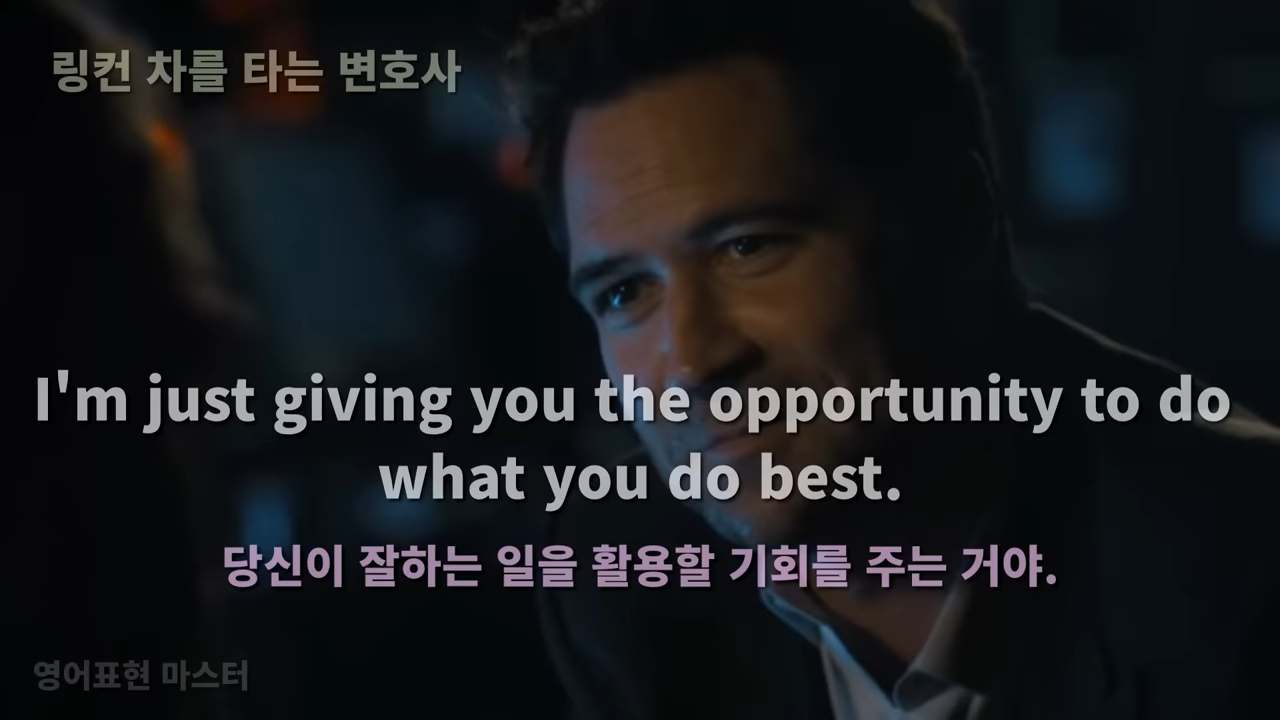 링컨 차를 타는 변호사
I'm just giving you the opportunity to do
what you do best.
당신이 잘하는 일을 활용할 기회를 주는 거야.
영어표현 마스터